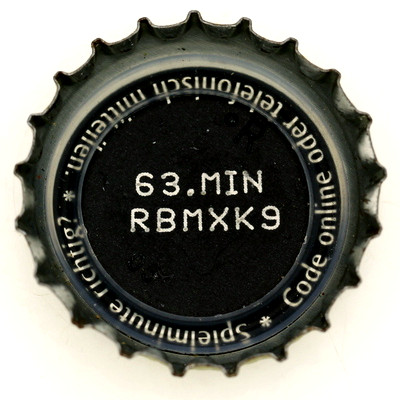 63.MIN
RBMXK9
* Spielminute richtig? *
Code online oder telefonisch mitteilen.